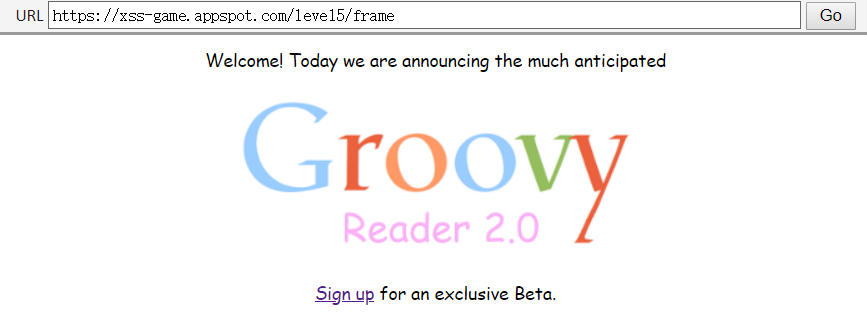 URL https://xss-game.appspot.com/level5/frame Go
Welcome! Today we are announcing the much anticipated
Groovy
Reader 2.0
Sign up for an exclusive Beta.